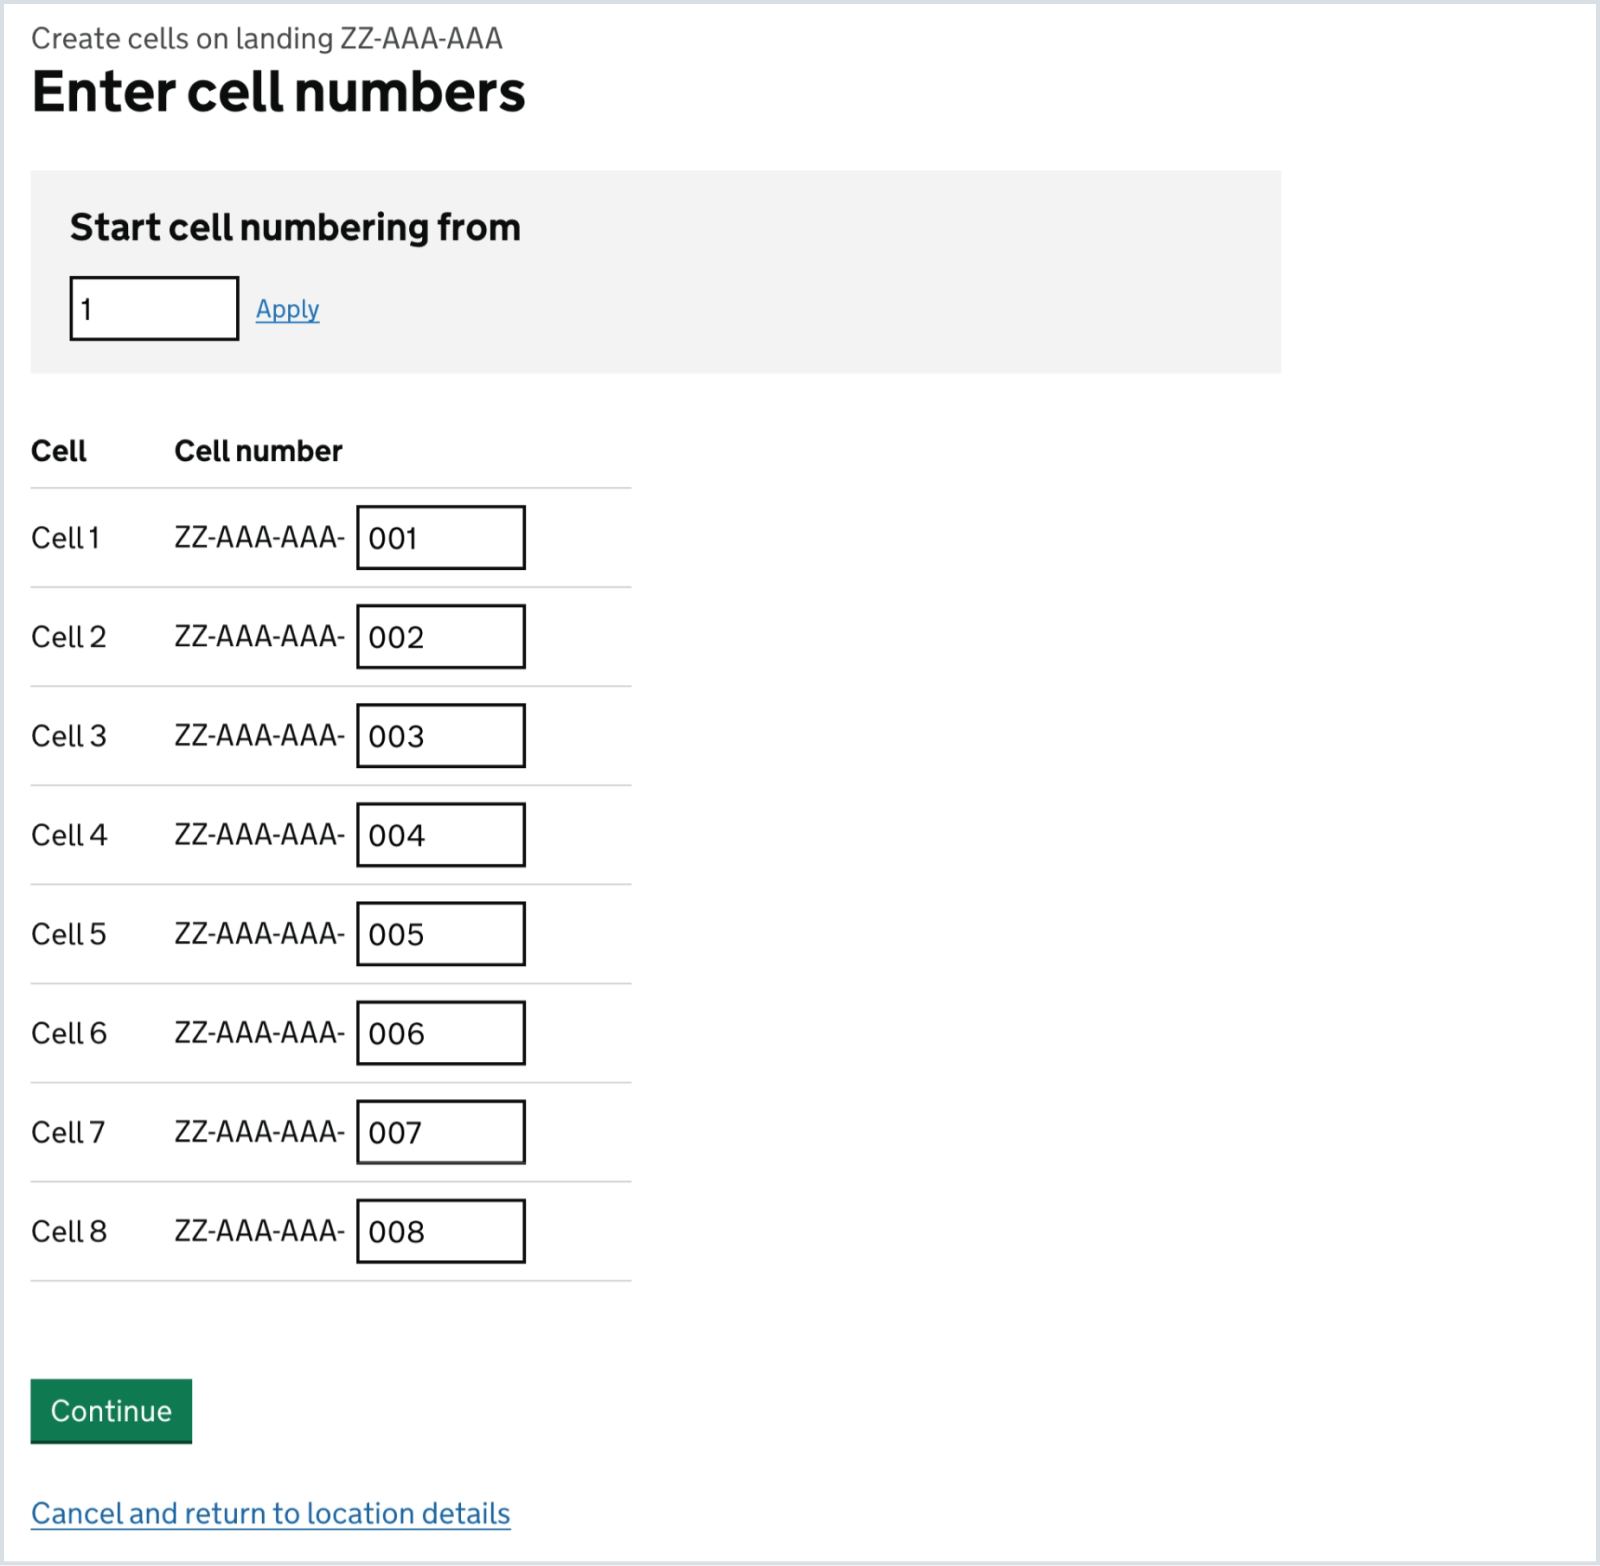 Create cells on landing ZZ-AAA-AAA
Enter cell numbers
Start cell numbering from
1 Apply
Cell Cell number
Cell 1 ZZ-AAA-AAA- 001
Cell 2 ZZ-AAA-AAA- 002
Cell 3 ZZ-AAA-AAA- 003
Cell 4 ZZ-AAA-AAA- 004
Cell 5 ZZ-AAA-AAA- 005
Cell 6 ZZ-AAA-AAA- 006
Cell 7 ZZ-AAA-AAA- 007
Cell 8 ZZ-AAA-AAA- 008
Continue
Cancel and return to location details